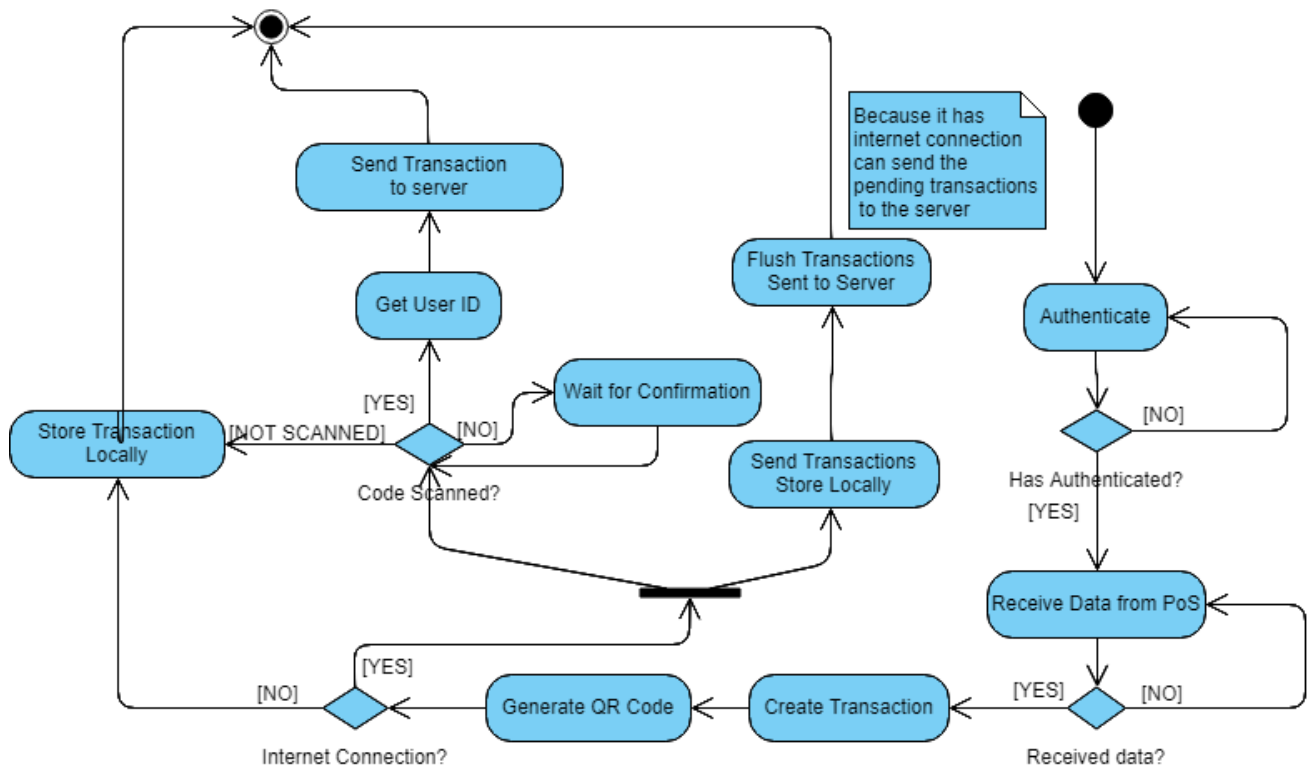 Because it has
internet connection
can send the
pending transactions
to the server
Send Transaction
to server
Flush Transactions
Sent to Server
Get User ID
Authenticate
Wait for Confirmation
[YES]
[NO]
[NO]
Store Transaction
Locally
[NOT SCANNED]
Code Scanned?
Send Transactions
Store Locally
Has Authenticated?
[YES]
Receive Data from PoS
[YES]
[NO]
Generate QR Code
Create Transaction
[YES]
[NO]
Internet Connection?
Received data?